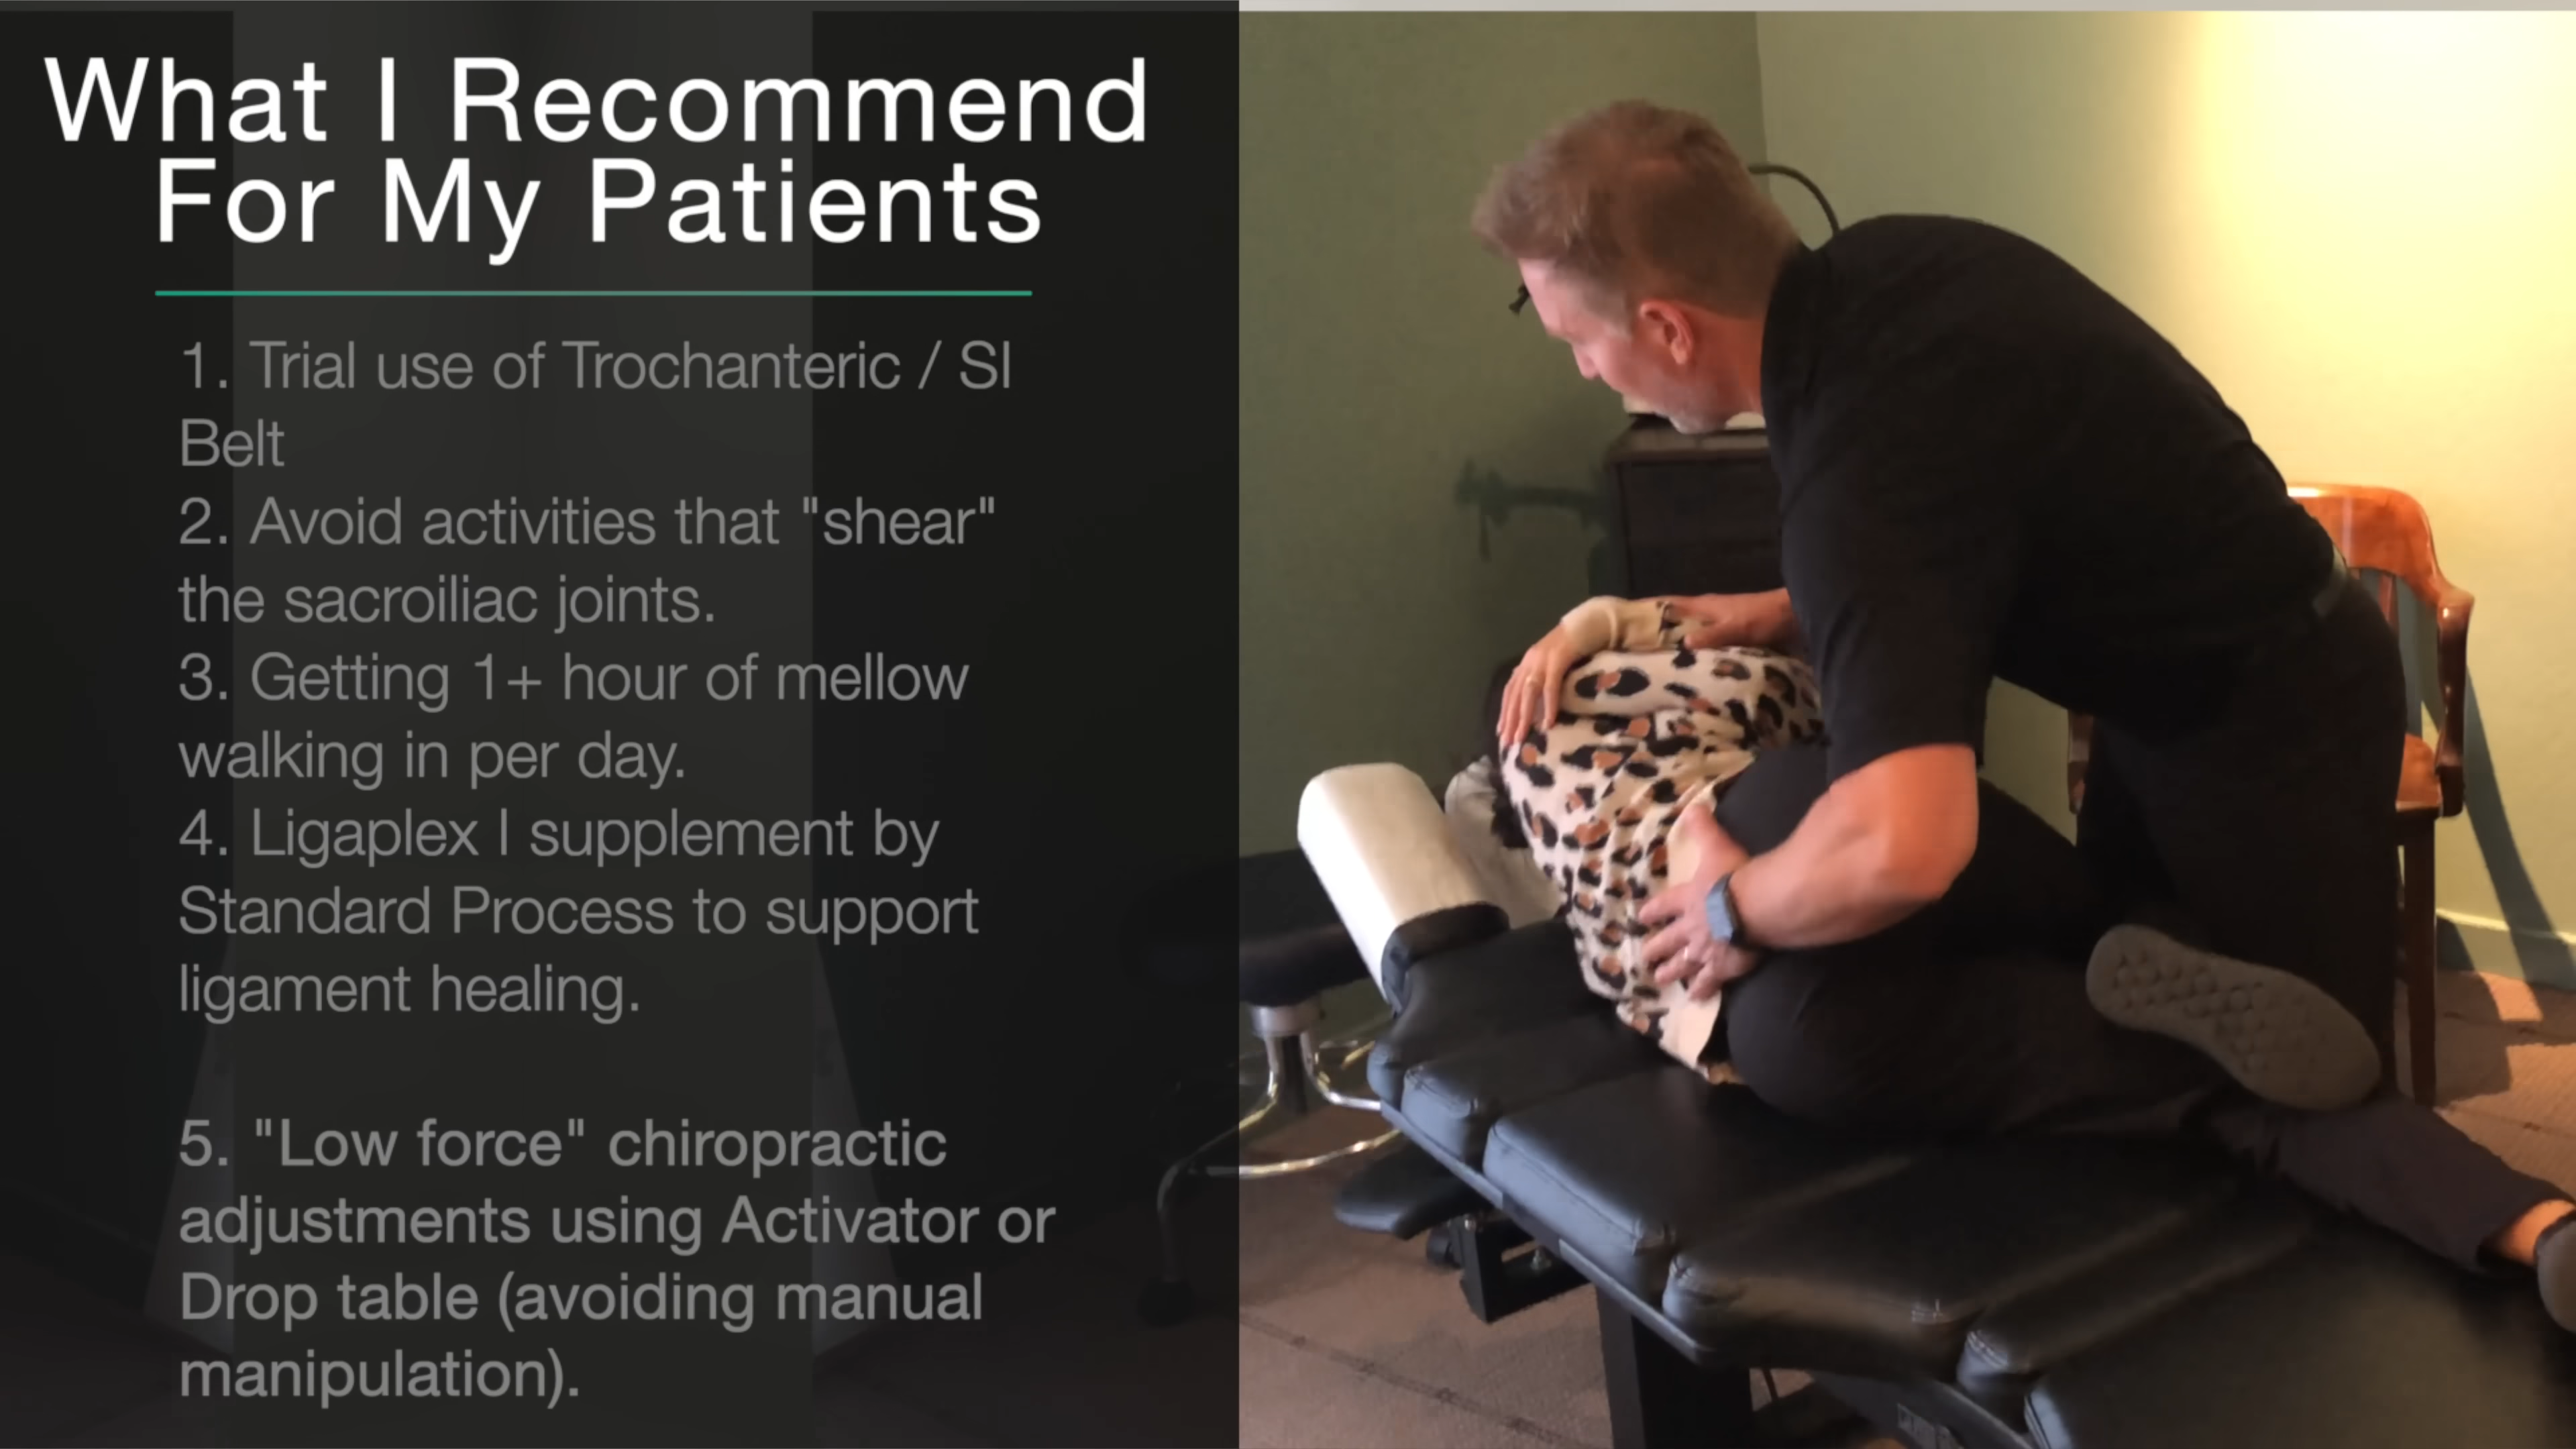 What I Recommend
For My Patients
1. Trial use of Trochanteric / SI
Belt
2. Avoid activities that "shear"
the sacroiliac joints.
3. Getting 1+ hour of mellow
walking in per day.
4. Ligaplex I supplement by
Standard Process to support
ligament healing.
5. "Low force" chiropractic
adjustments using Activator or
Drop table (avoiding manual
manipulation).